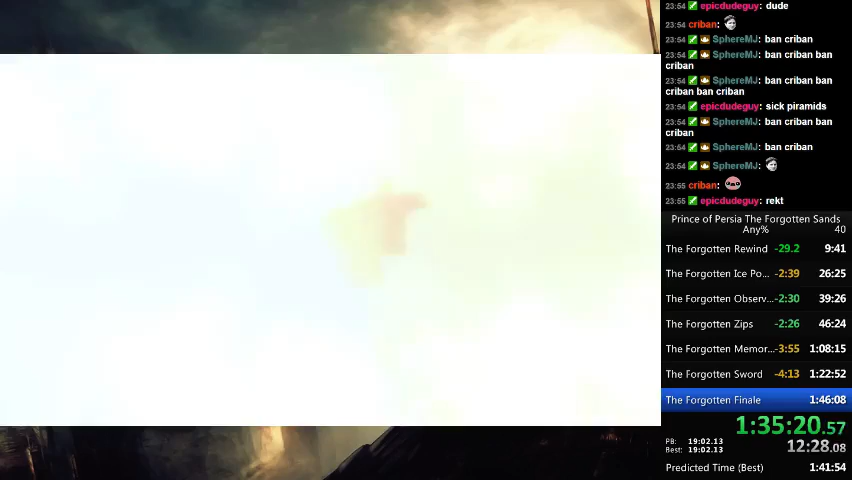 23:54 epicdudeguy: dude
23:54 criban:
23:54 SphereMJ: ban criban
23:54 SphereMJ: ban criban ban
criban
23:54 SphereMJ: ban criban ban
criban ban criban
23:54 epicdudeguy: sick piramids
23:54 SphereMJ: ban criban ban
criban
23:54 SphereMJ: ban criban
23:54 SphereMJ:
23:55 criban:
23:55 epicdudeguy: rekt
Prince of Persia The Forgotten Sands
Any% 40
The Forgotten Rewind -29.2 9:41
The Forgotten Ice Po... -2:39 26:25
The Forgotten Observ... -2:30 39:26
The Forgotten Zips -2:26 46:24
The Forgotten Memor... -3:55 1:08:15
The Forgotten Sword -4:13 1:22:52
The Forgotten Finale 1:46:08
1:35:20.57
PB: 19:02.13 12:28.08
Best: 19:02.13
Predicted Time (Best) 1:41:54